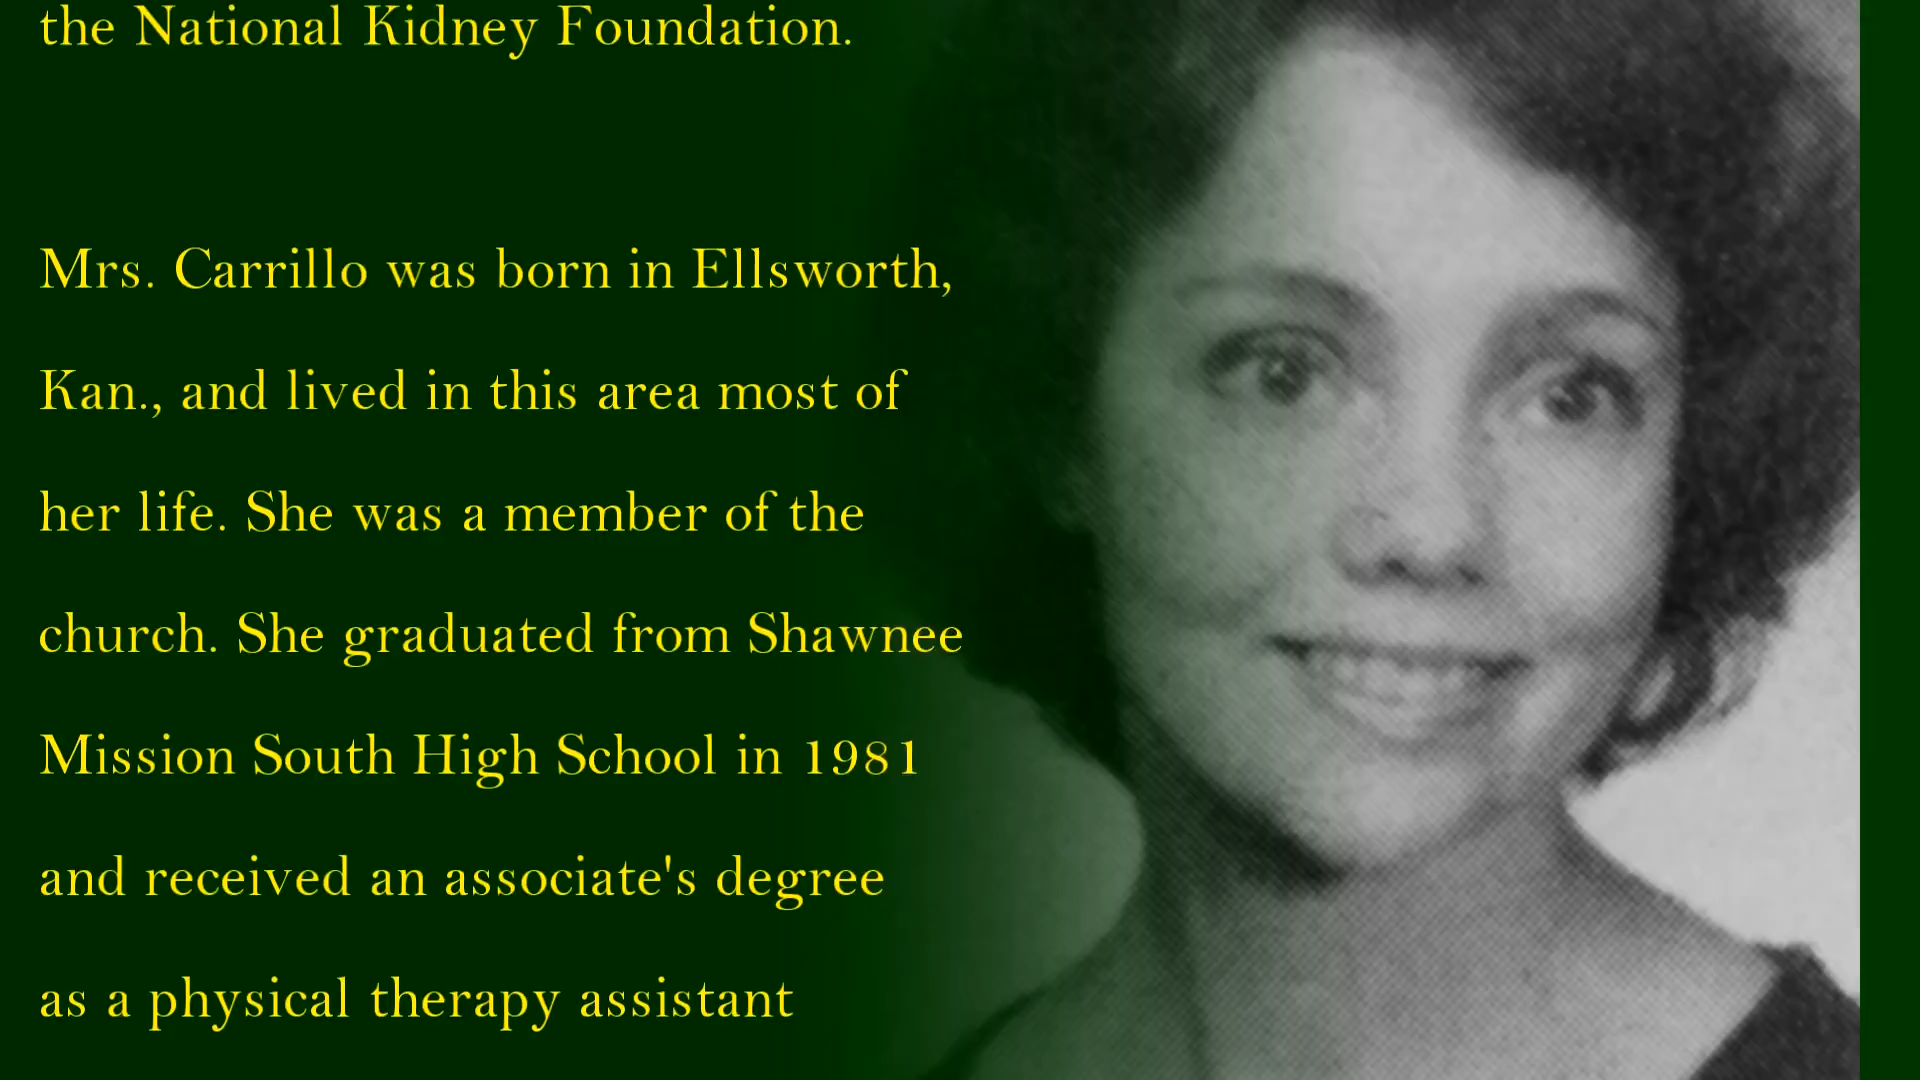 the National Kidney Foundation.
Mrs. Carrillo was born in Ellsworth,
Kan., and lived in this area most of
her life. She was a member of the
church. She graduated from Shawnee
Mission South High School in 1981
and received an associate's degree
as a physical therapy assistant